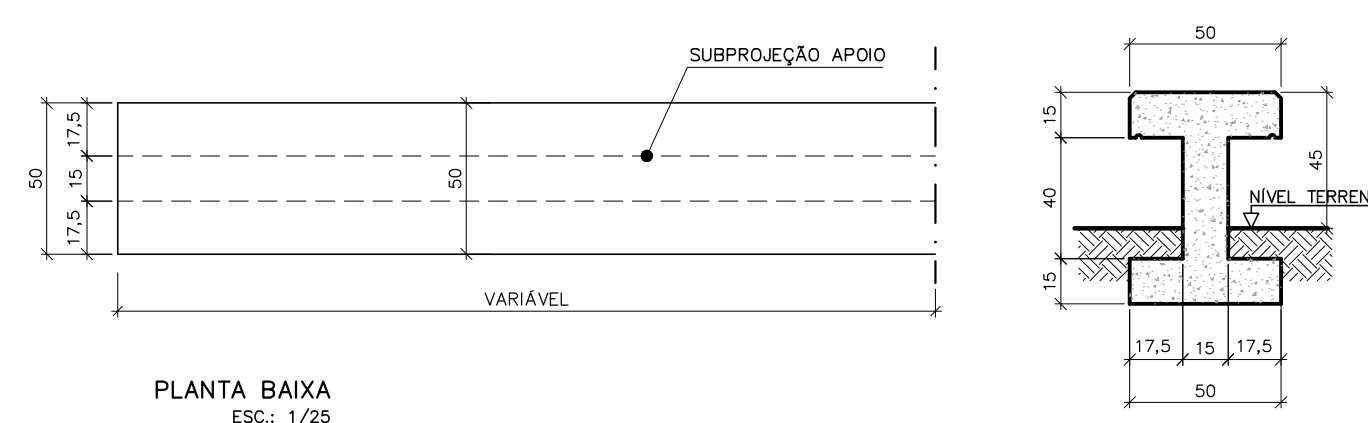 SUBPROJEÇÃO APOIO
50
17,5
15
17,5
50
VARIÁVEL
PLANTA BAIXA
ESC.: 1/25
50
15
40
15
45
NÍVEL TERREN
17,5 15 17,5
50